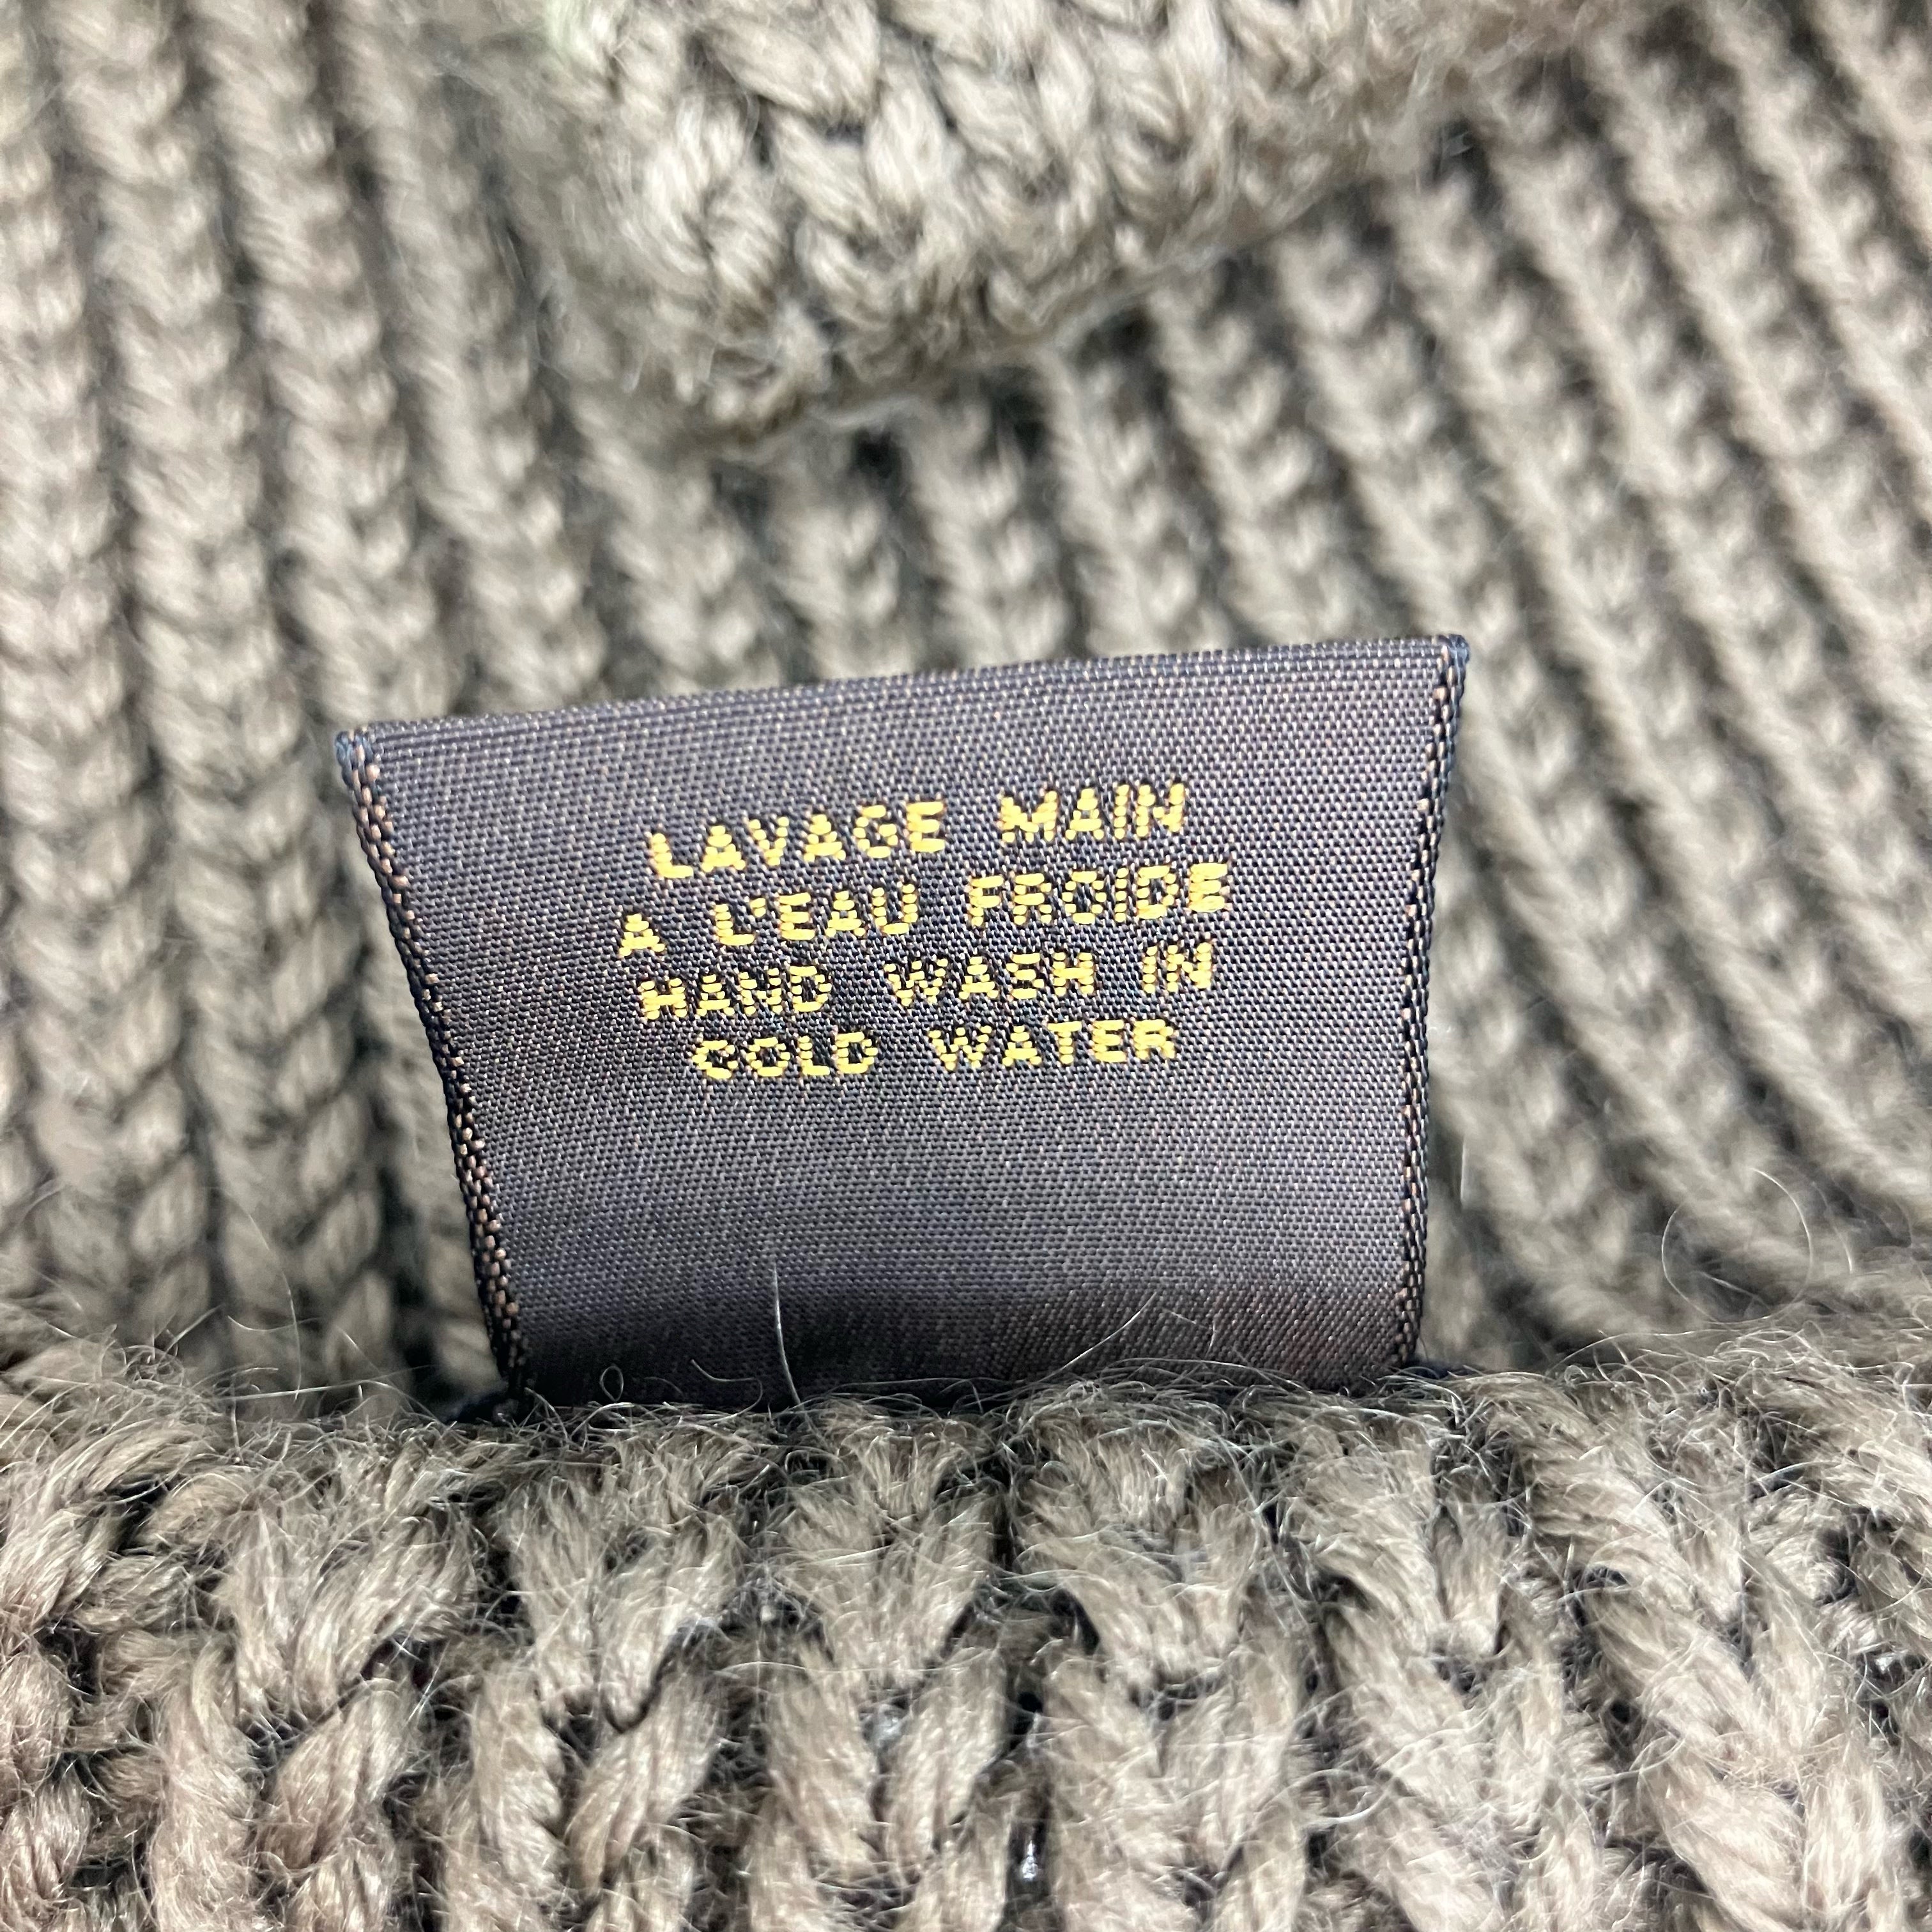 LAVAGE MAIN
A L'EAU FROIDE
HAND WASH IN
COLD WATER